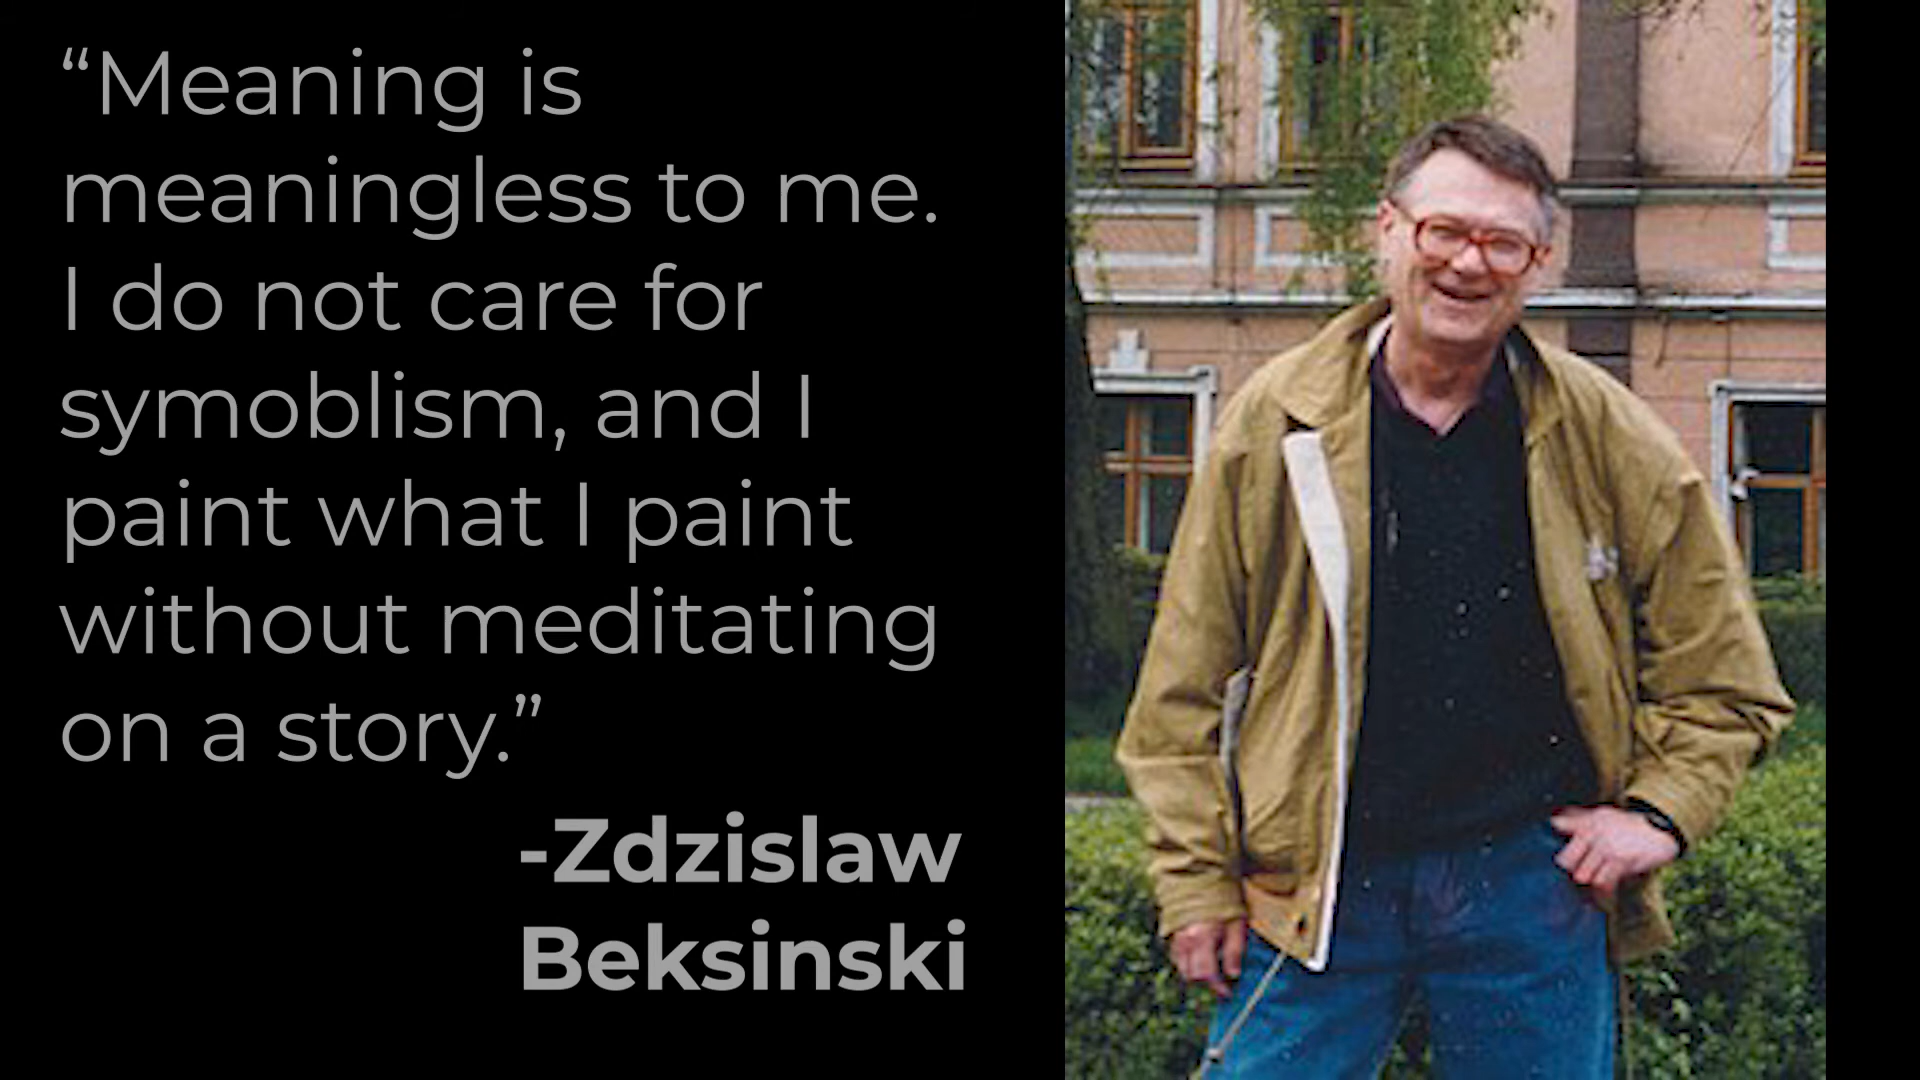 “Meaning is
meaningless to me.
I do not care for
symoblism, and I
paint what I paint
without meditating
on a story.”
-Zdzislaw
Beksinski